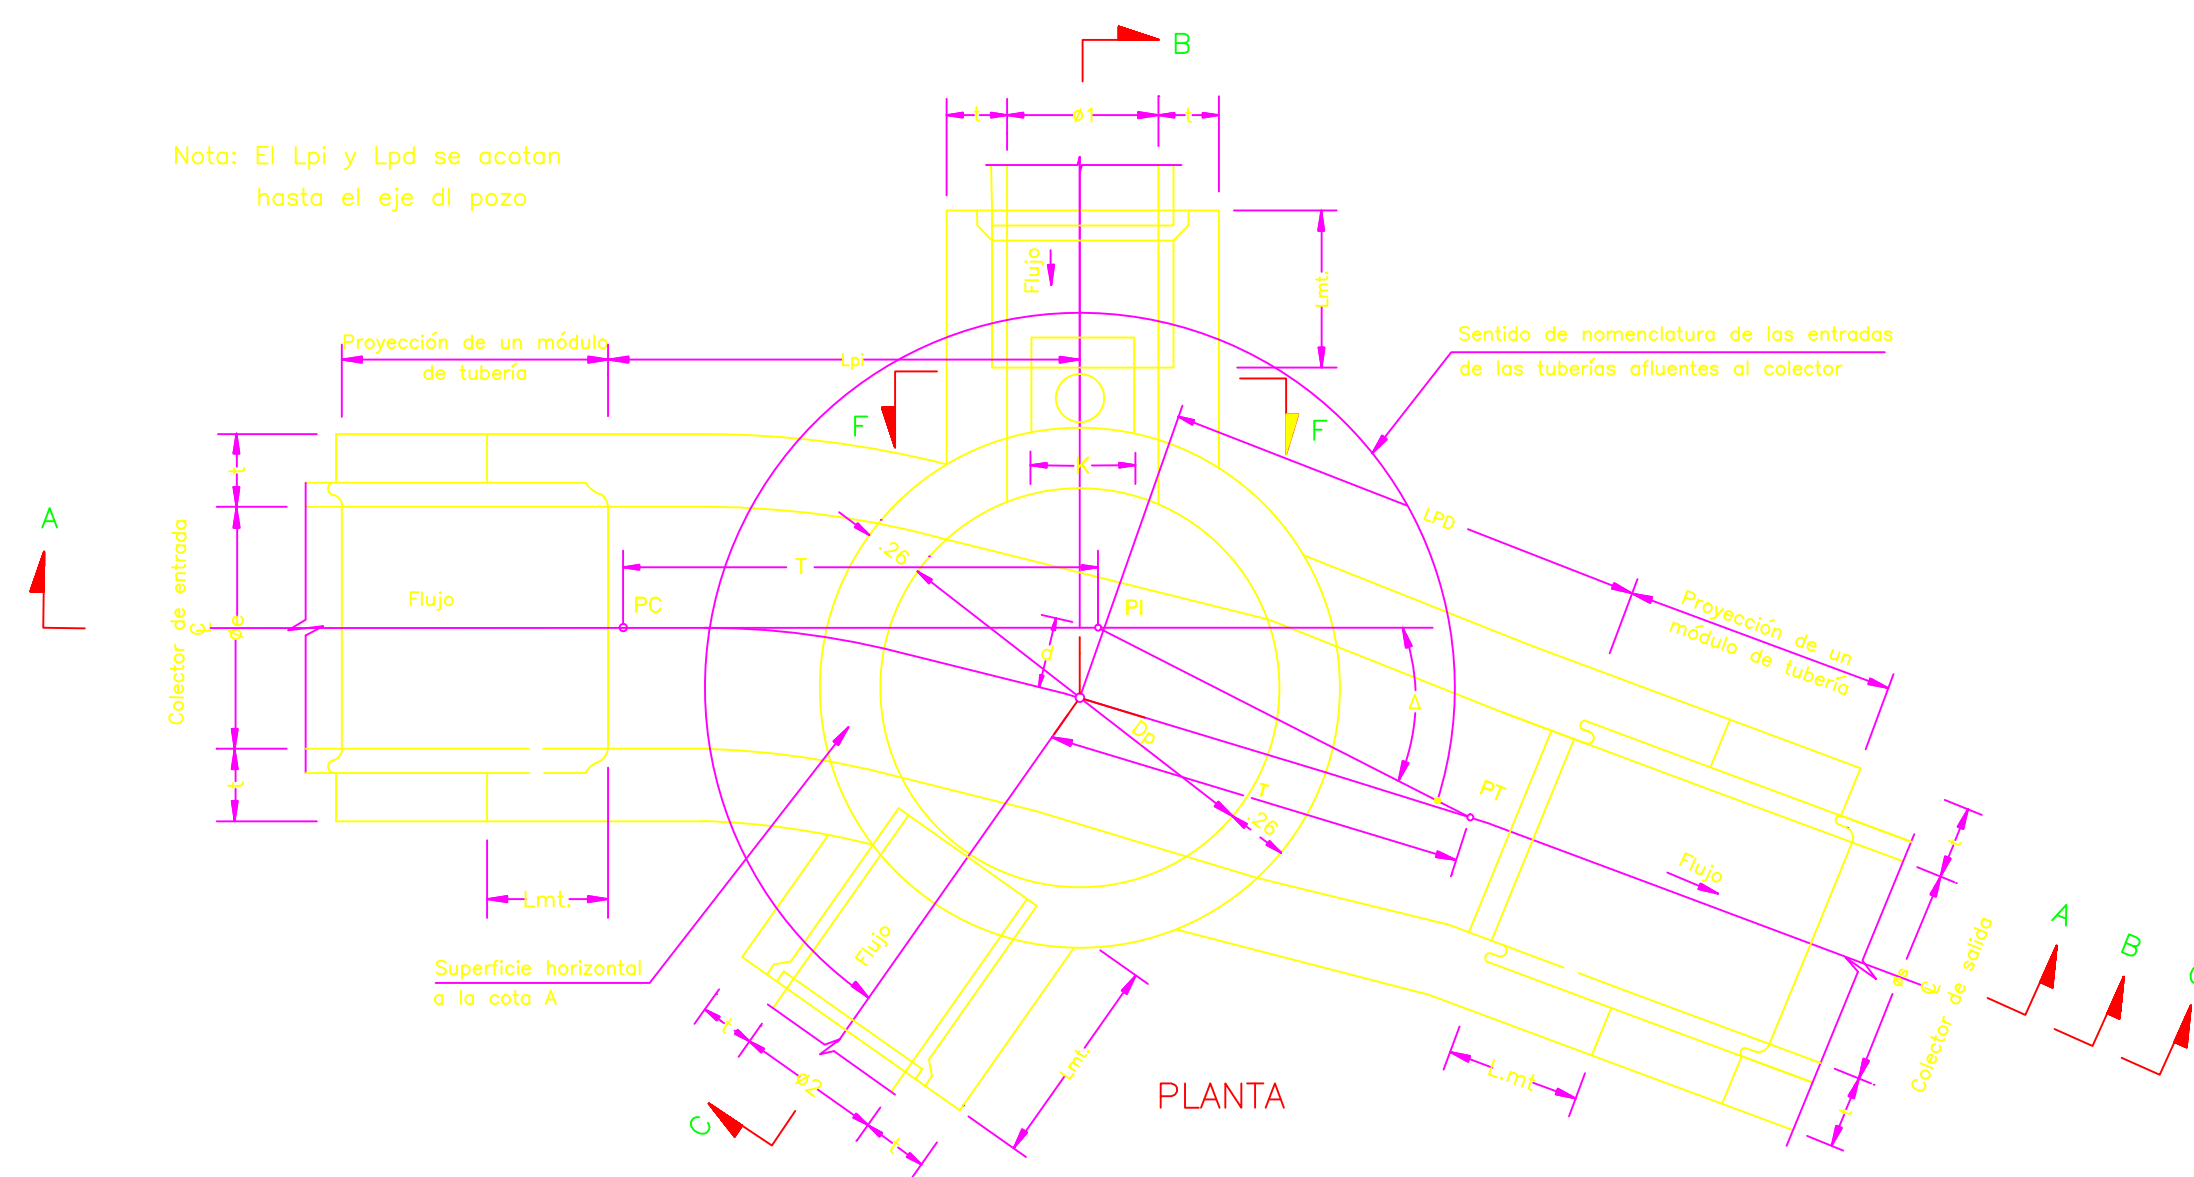 B
t
ø1
t
Nota: El Lpi y Lpd se acotan
hasta el eje dl pozo
Flujo
Lmt.
Proyección de un módulo
de tubería
Lpi
Sentido de nomenclatura de las entradas
de las tuberías afluentes al colector
F
F
K
t
A
LPD
.26
T
Colector de entrada
℄
øe
Flujo
PC
PI
Proyección de un
módulo de tubería
d
Δ
Dp
t
T
PT
.26
Flujo
t
Lmt.
Flujo
Superficie horizontal
a la cota A
A
B
C
øs
℄
Colector de salida
t
ø2
t
Lmt.
L.mt
t
C
PLANTA